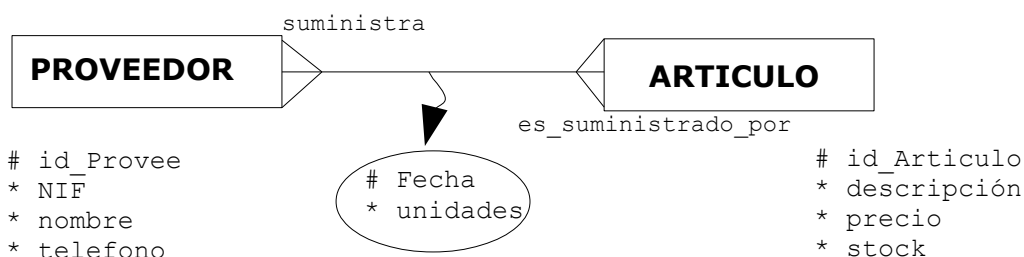 suministra
PROVEEDOR
ARTICULO
es_suministrado_por
# id_Provee
* NIF
* nombre
* telefono
# Fecha
* unidades
# id_Articulo
* descripción
* precio
* stock